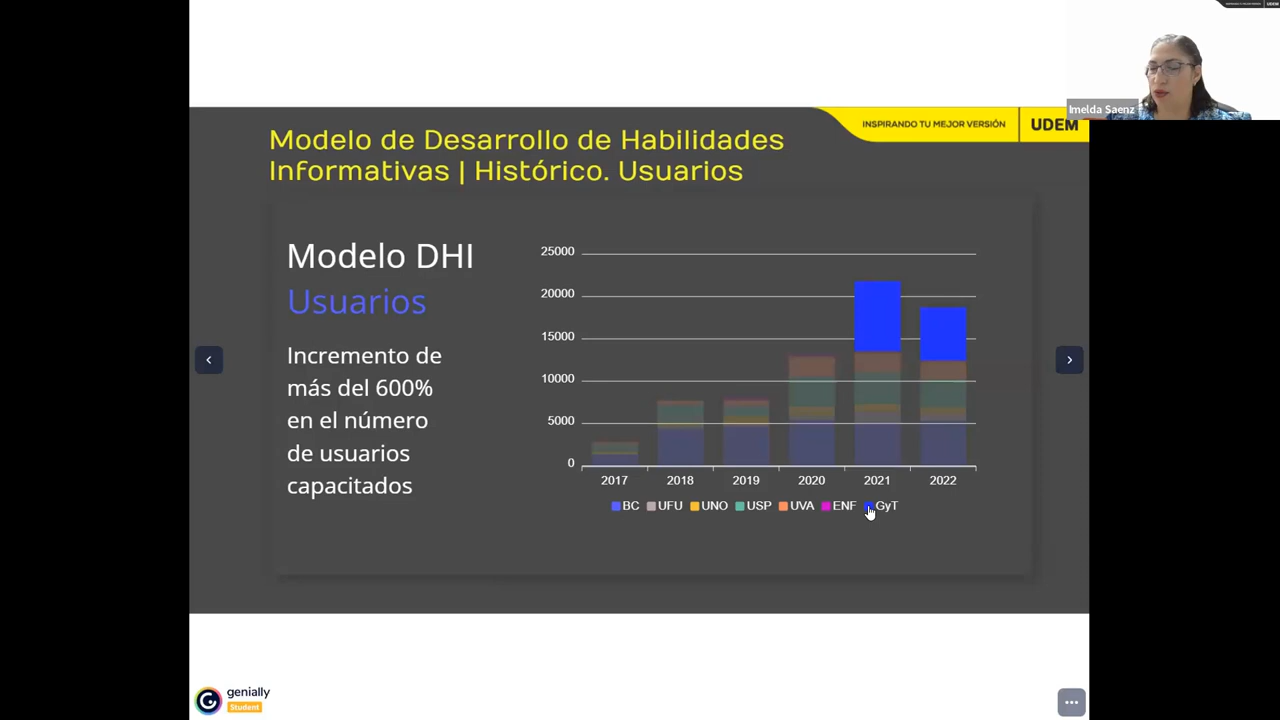 Imelda Saenz
INSPIRANDO TU MEJOR VERSIÓN
UDEM
Modelo de Desarrollo de Habilidades
Informativas | Histórico. Usuarios
Modelo DHI
Usuarios
Incremento de
más del 600%
en el número
de usuarios
capacitados
25000
20000
15000
10000
5000
0
2017 2018 2019 2020 2021 2022
BC UFU UNO USP UVA ENF GyT
genially
Student